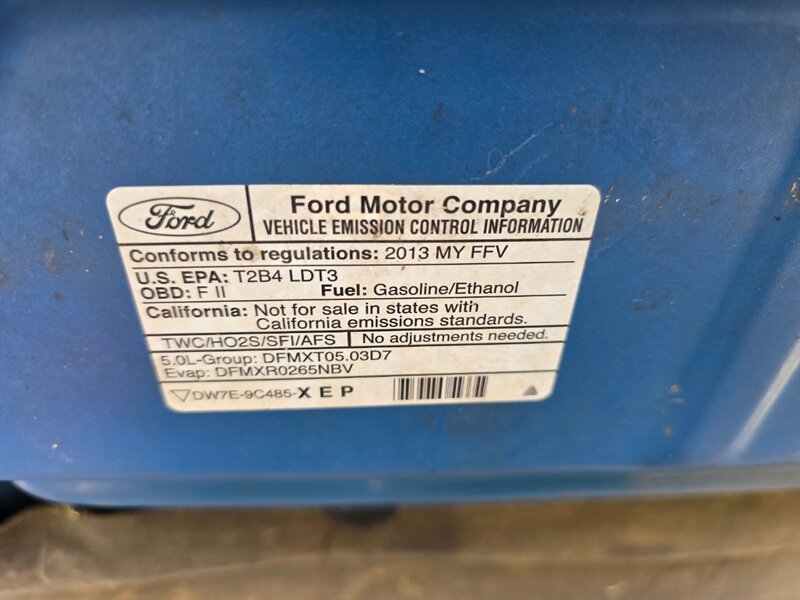 Ford
Ford Motor Company
VEHICLE EMISSION CONTROL INFORMATION
Conforms to regulations: 2013 MY FFV
U.S. EPA: T2B4 LDT3
OBD: F II Fuel: Gasoline/Ethanol
California: Not for sale in states with
California emissions standards.
TWC/HO2S/SFI/AFS No adjustments needed.
5.0L-Group: DFMXT05.03D7
Evap: DFMXR0265NBV
DW7E-9C485-X E P